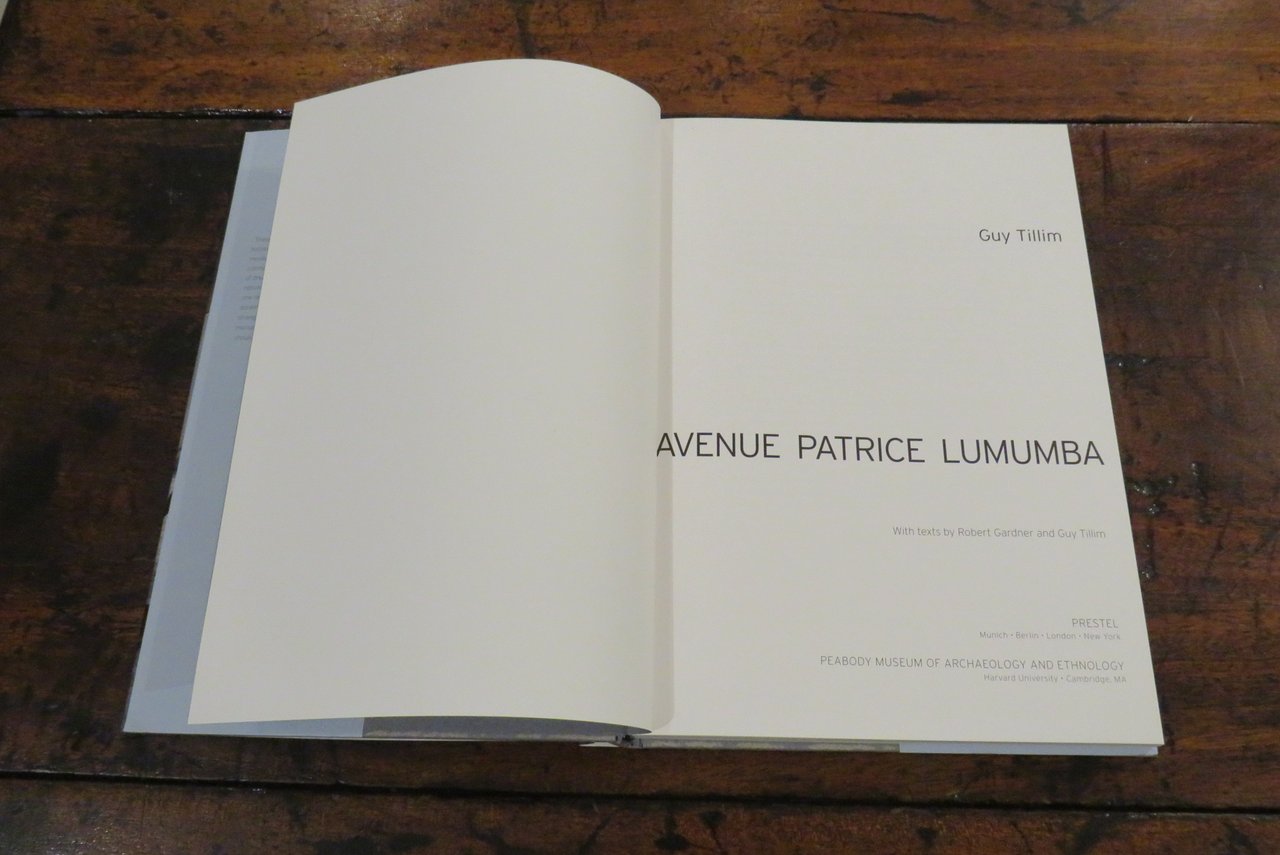 Guy Tillim
AVENUE PATRICE LUMUMBA
With texts by Robert Gardner and Guy Tillim
PRESTEL
Munich • Berlin • London • New York
PEABODY MUSEUM OF ARCHAEOLOGY AND ETHNOLOGY
Harvard University • Cambridge, MA